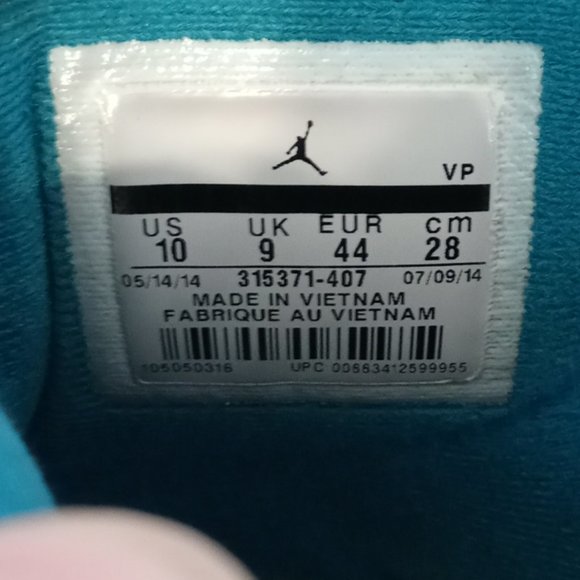 VP
US UK EUR cm
10 9 44 28
05/14/14 315371-407 07/09/14
MADE IN VIETNAM
FABRIQUE AU VIETNAM
105050316 UPC 00883412599955